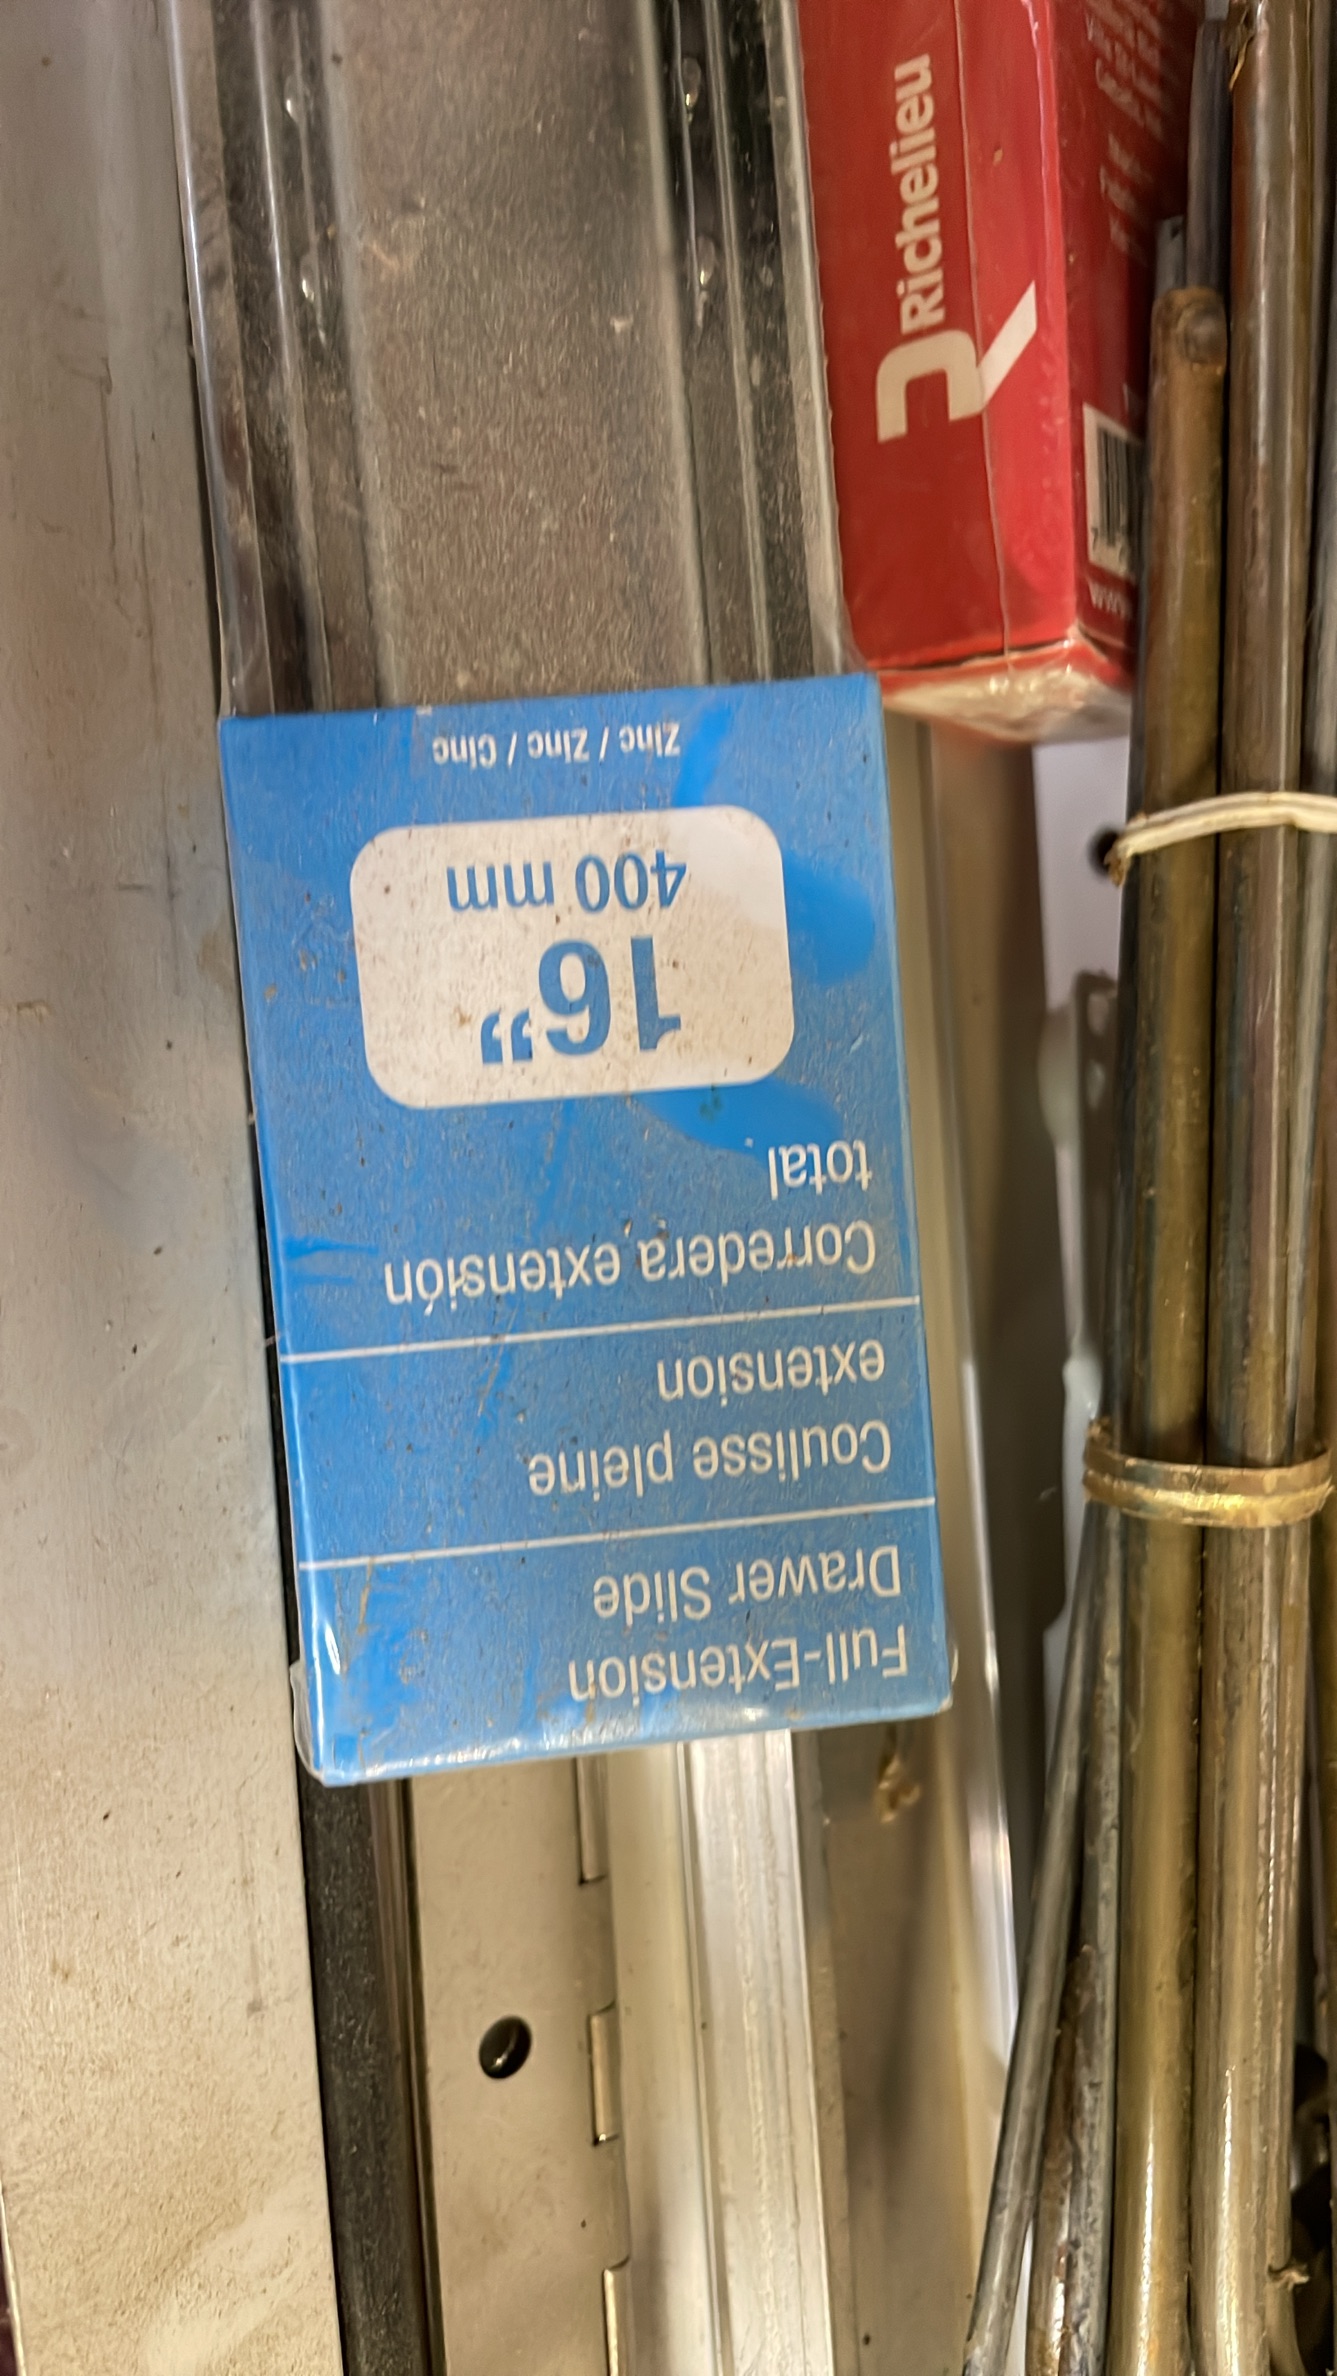 Full-Extension
Drawer Slide
Coulisse pleine
extension
Corredera extensión
total
16”
400 mm
Zinc / Zinc / Cinc
Richelieu